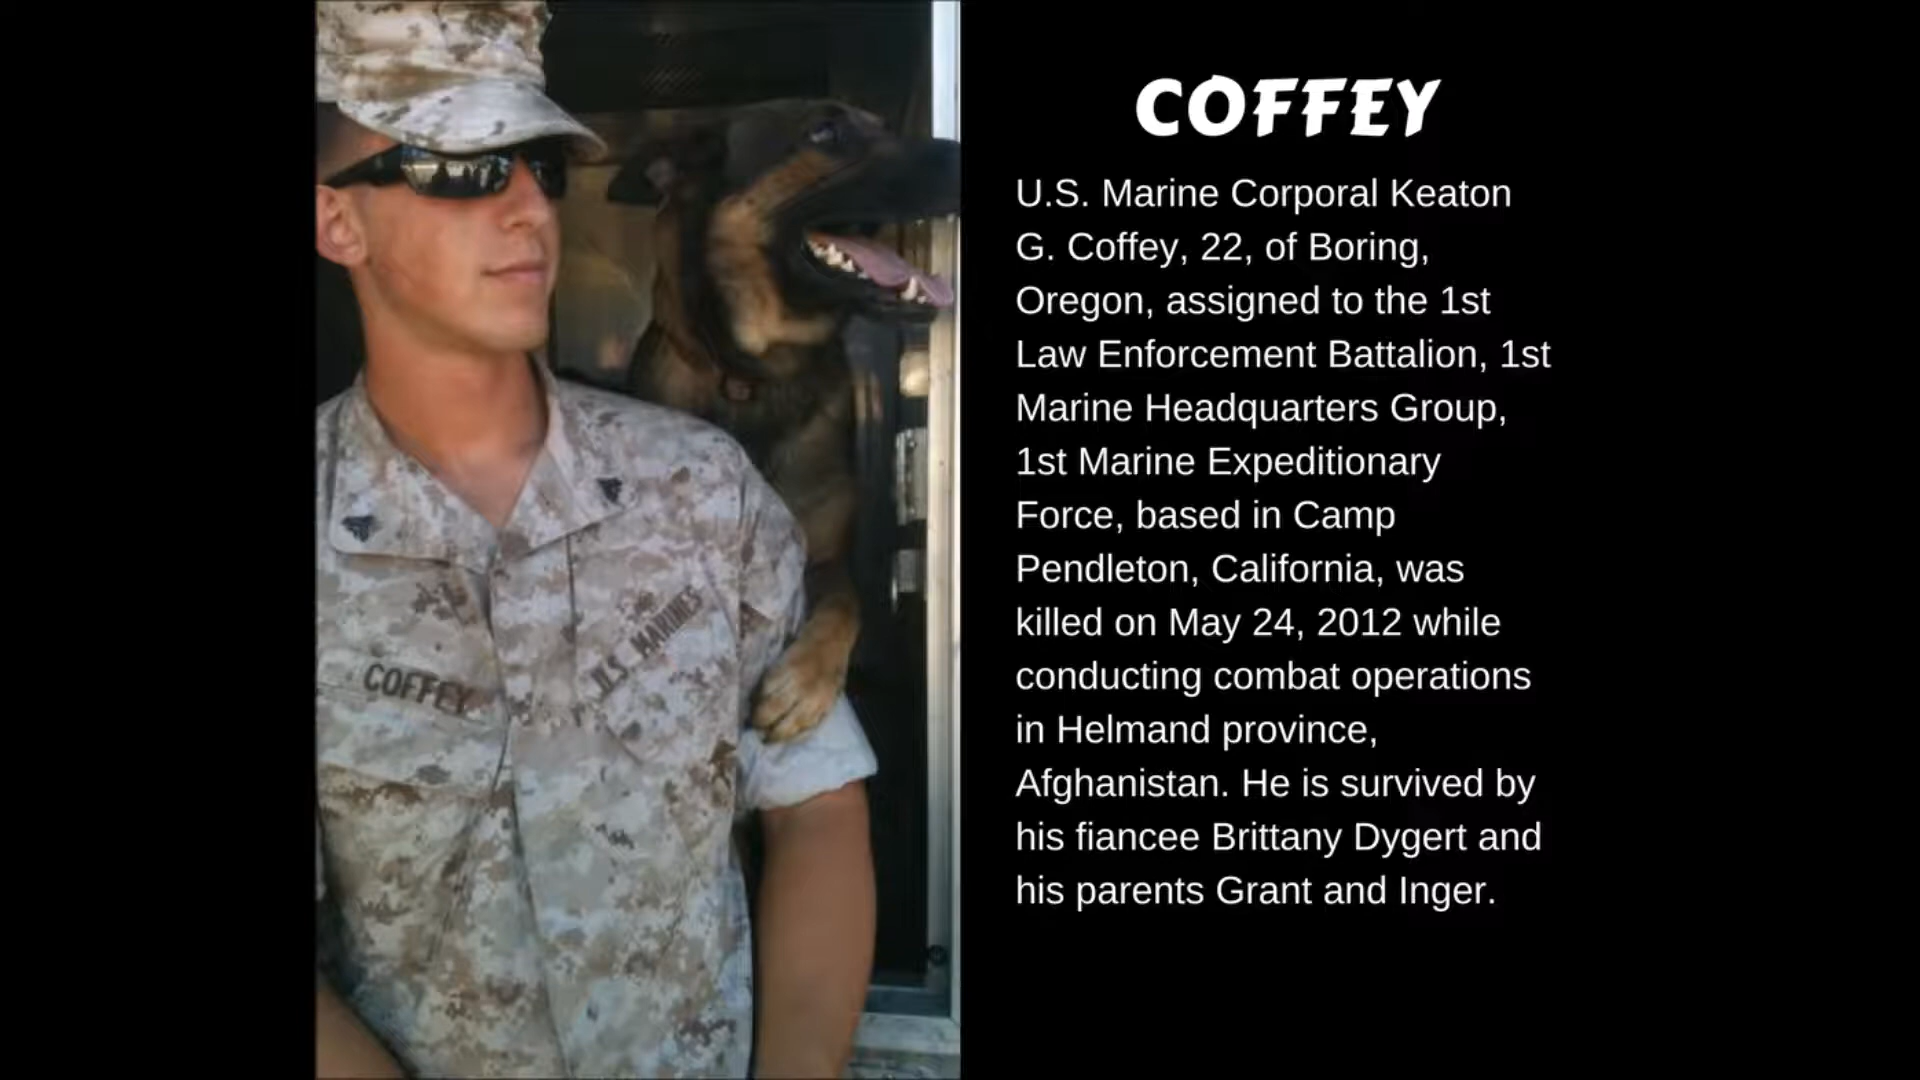 COFFEY
U.S. Marine Corporal Keaton
G. Coffey, 22, of Boring,
Oregon, assigned to the 1st
Law Enforcement Battalion, 1st
Marine Headquarters Group,
1st Marine Expeditionary
Force, based in Camp
Pendleton, California, was
killed on May 24, 2012 while
conducting combat operations
in Helmand province,
Afghanistan. He is survived by
his fiancee Brittany Dygert and
his parents Grant and Inger.
COFFEY
U.S. MARINES